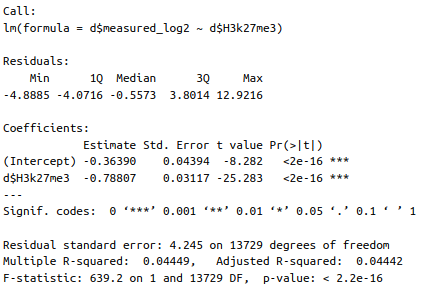 Call:
lm(formula = d$measured_log2 ~ d$H3k27me3)
Residuals:
    Min      1Q  Median      3Q     Max
-4.8885 -4.0716 -0.5573  3.8014 12.9216
Coefficients:
            Estimate Std. Error t value Pr(>|t|)
(Intercept) -0.36390    0.04394  -8.282   <2e-16 ***
d$H3k27me3  -0.78807    0.03117 -25.283   <2e-16 ***
---
Signif. codes:  0 ‘***’ 0.001 ‘**’ 0.01 ‘*’ 0.05 ‘.’ 0.1 ‘ ’ 1
Residual standard error: 4.245 on 13729 degrees of freedom
Multiple R-squared:  0.04449,	Adjusted R-squared:  0.04442
F-statistic: 639.2 on 1 and 13729 DF,  p-value: < 2.2e-16